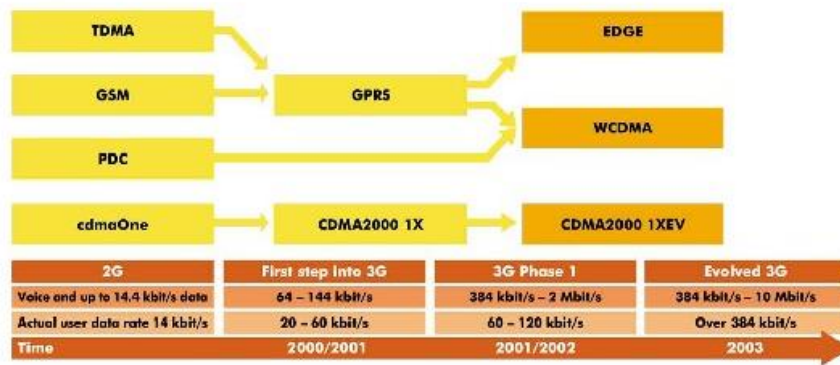 TDMA
EDGE
GSM
GPRS
WCDMA
PDC
cdmaOne
CDMA2000 1X
CDMA2000 1XEV
2G First step into 3G 3G Phase 1 Evolved 3G
Voice and up to 14.4 kbit/s data 64 – 144 kbit/s 384 kbit/s – 2 Mbit/s 384 kbit/s – 10 Mbit/s
Actual user data rate 14 kbit/s 20 – 60 kbit/s 60 – 120 kbit/s Over 384 kbit/s
Time 2000/2001 2001/2002 2003